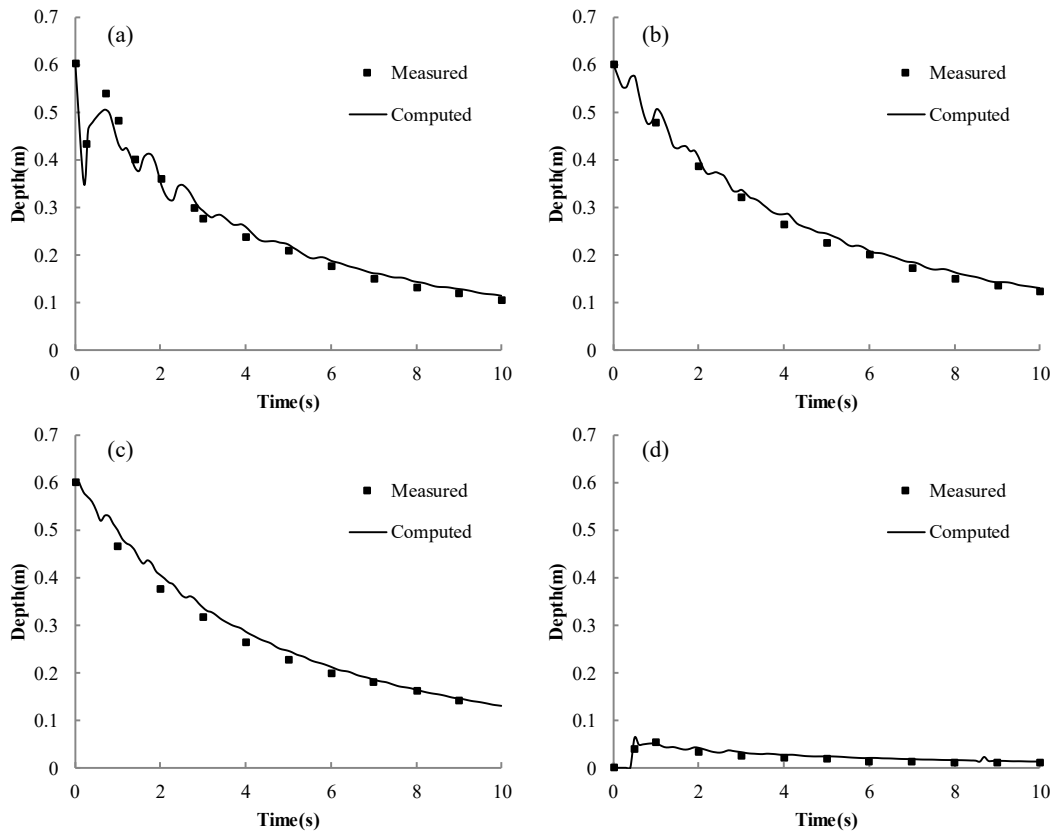 (a)
Measured
Computed
Depth(m)
0.7
0.6
0.5
0.4
0.3
0.2
0.1
0
0 2 4 6 8 10
Time(s)
(b)
Measured
Computed
Depth(m)
0.7
0.6
0.5
0.4
0.3
0.2
0.1
0
0 2 4 6 8 10
Time(s)
(c)
Measured
Computed
Depth(m)
0.7
0.6
0.5
0.4
0.3
0.2
0.1
0
0 2 4 6 8 10
Time(s)
(d)
Measured
Computed
Depth(m)
0.7
0.6
0.5
0.4
0.3
0.2
0.1
0
0 2 4 6 8 10
Time(s)